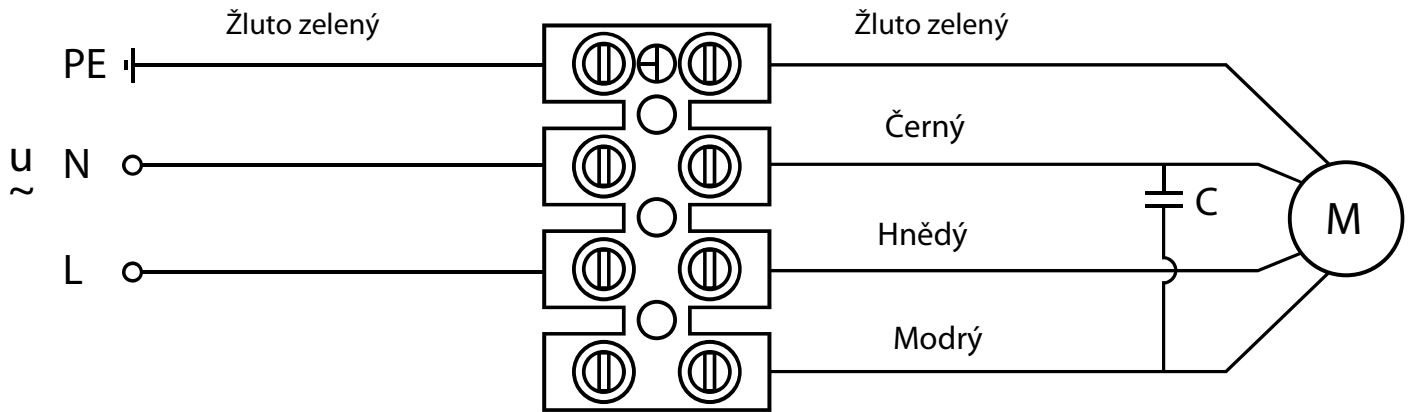 Žluto zelený
Žluto zelený
PE
Černý
u
~
N
C
M
Hnědý
L
Modrý